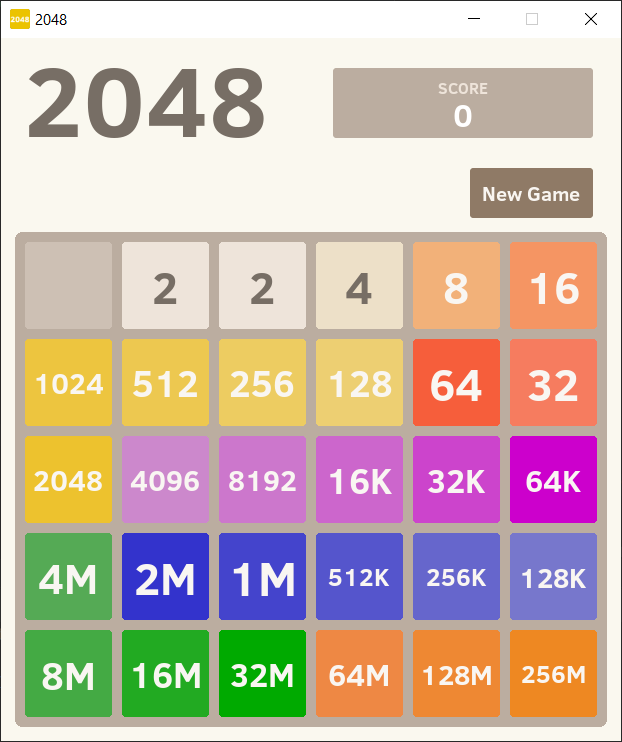 2048 2048
2048
SCORE
0
New Game
2 2 4 8 16
1024 512 256 128 64 32
2048 4096 8192 16K 32K 64K
4M 2M 1M 512K 256K 128K
8M 16M 32M 64M 128M 256M